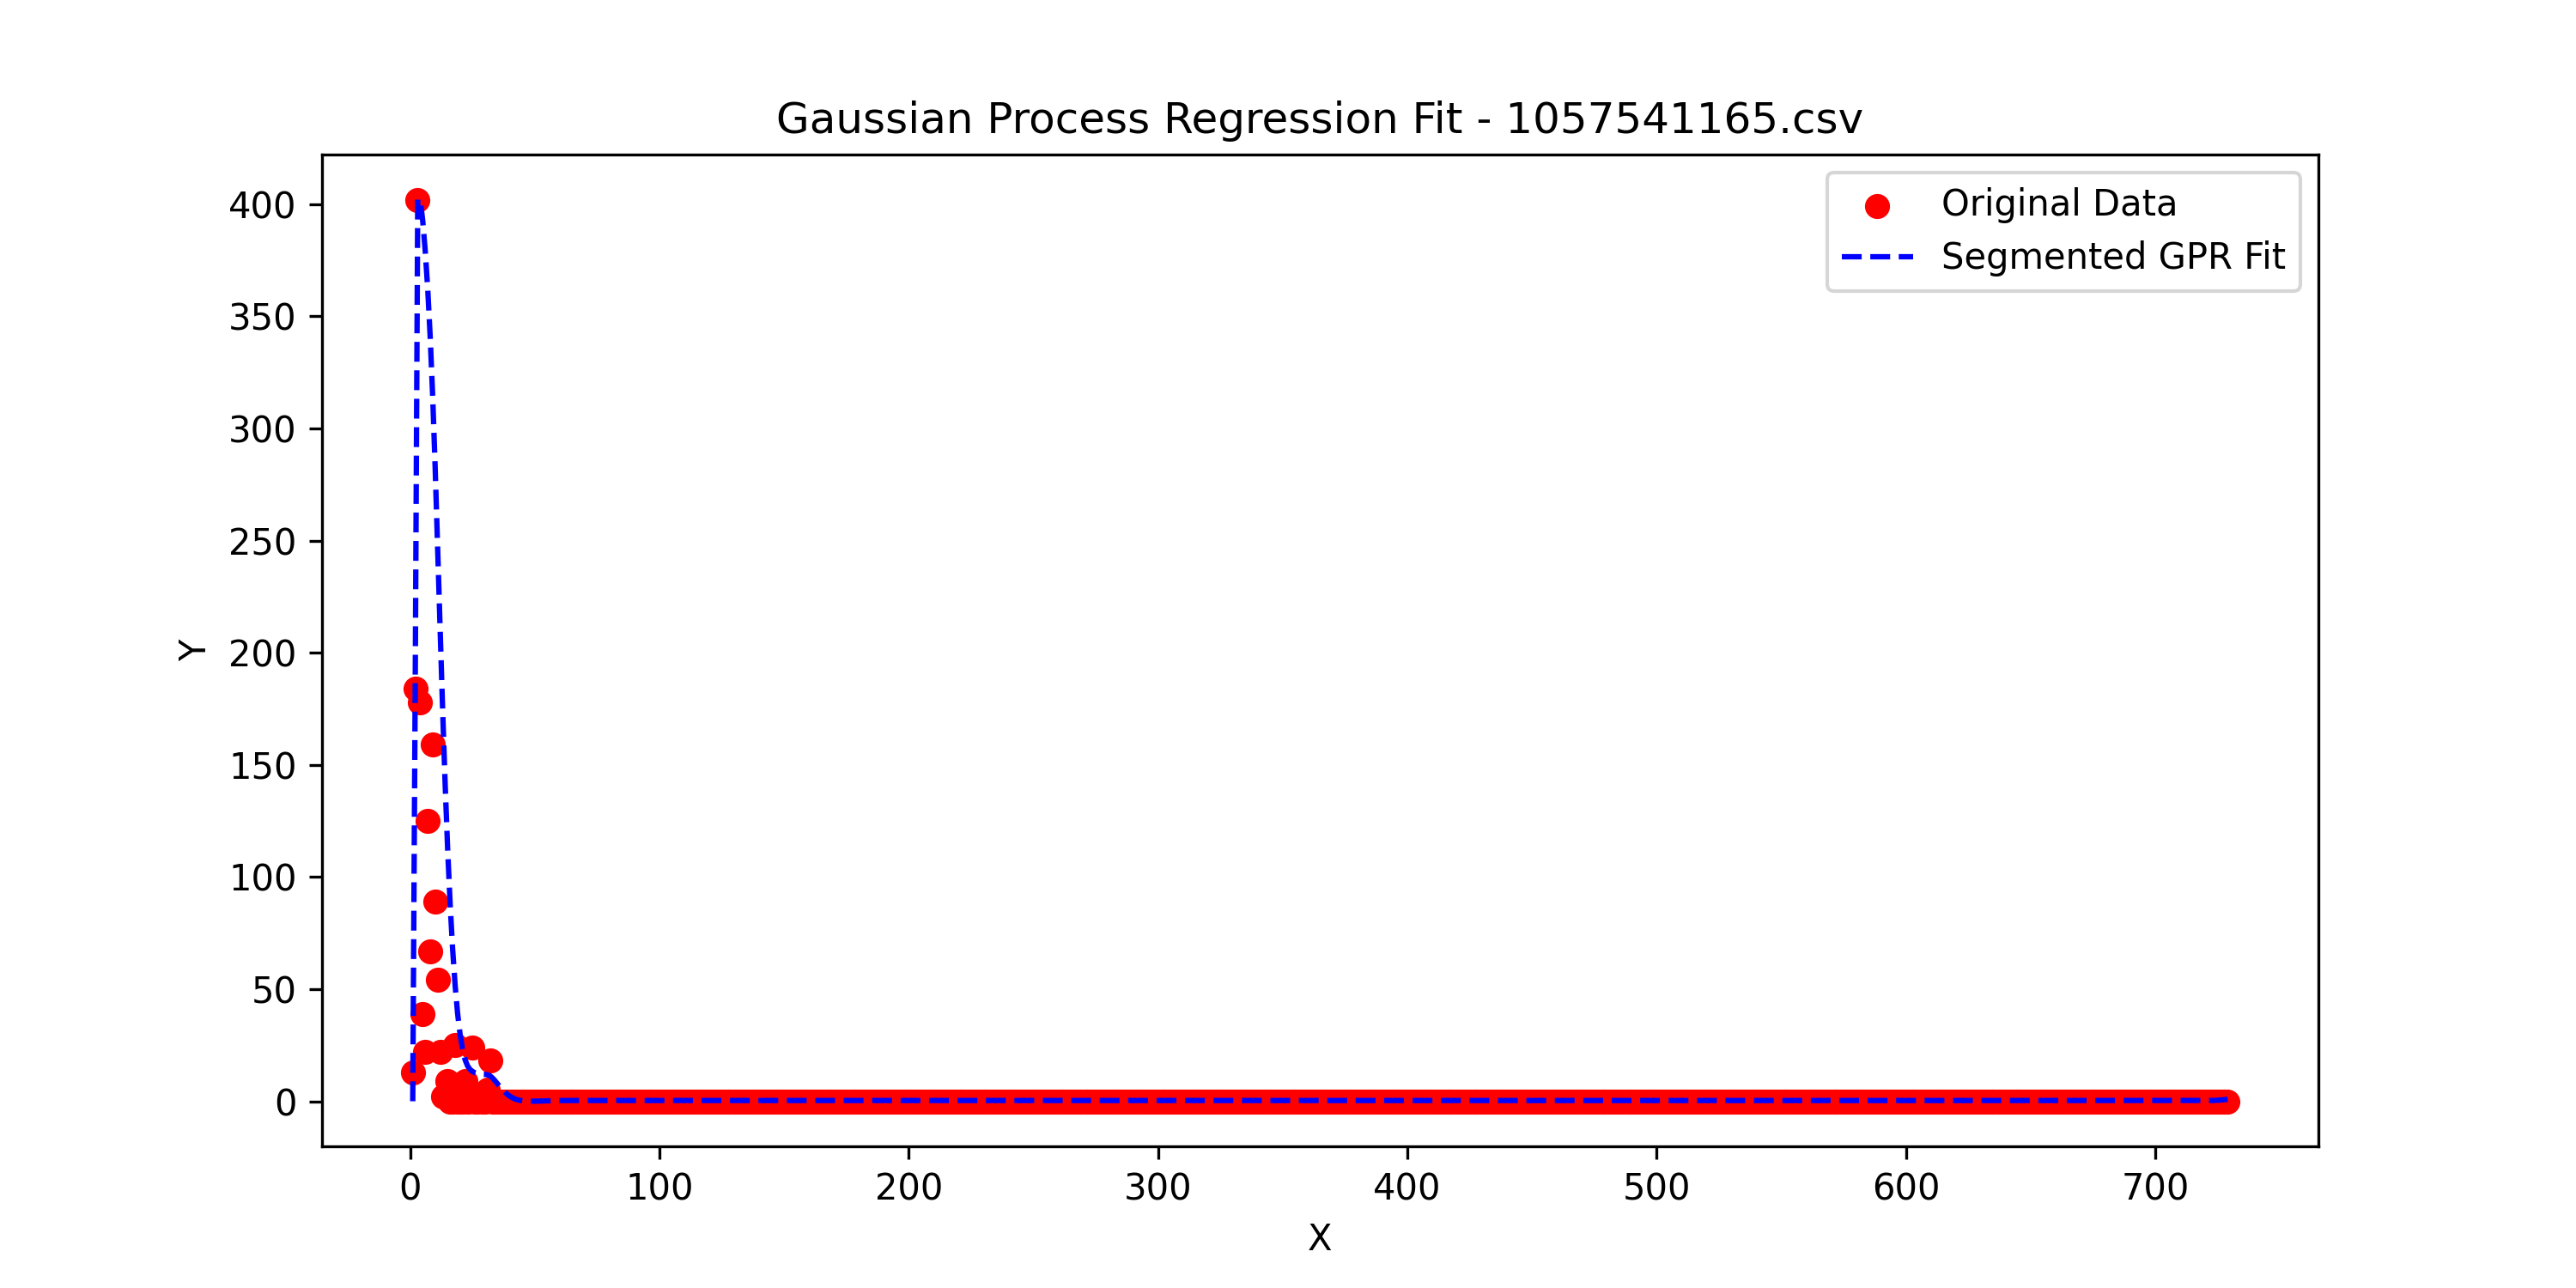 Gaussian Process Regression Fit - 1057541165.csv
Original Data
Segmented GPR Fit
Y
400
350
300
250
200
150
100
50
0
0 100 200 300 400 500 600 700
X